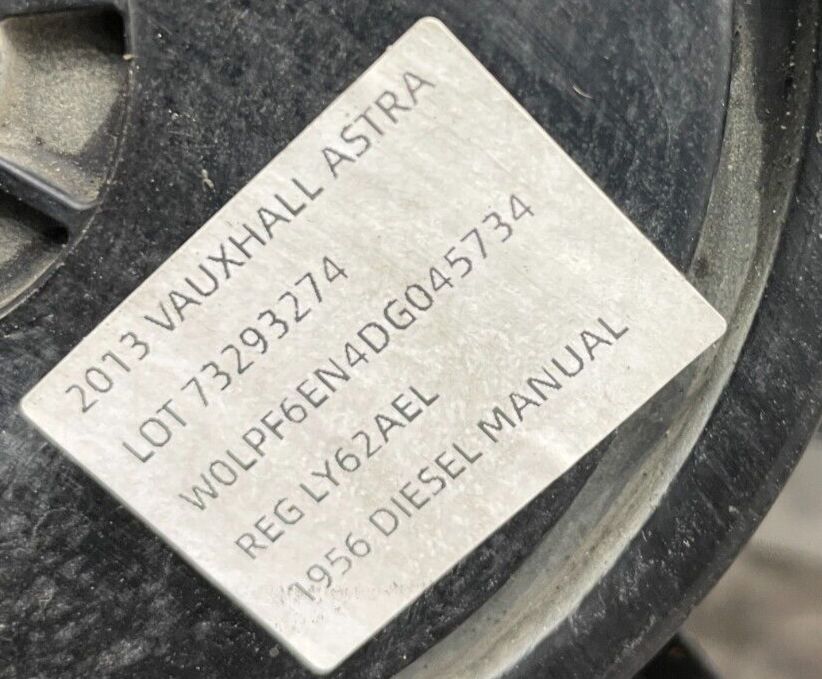 2013 VAUXHALL ASTRA
LOT 73293274
W0LPF6EN4DG045734
REG LY62AEL
1956 DIESEL MANUAL